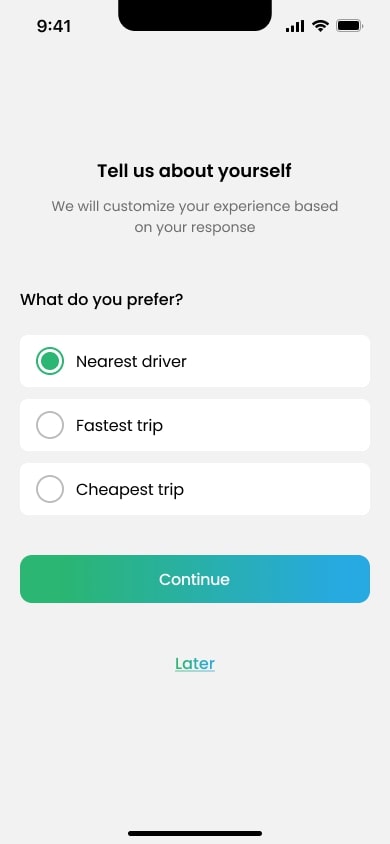 9:41
Tell us about yourself
We will customize your experience based
on your response
What do you prefer?
Nearest driver
Fastest trip
Cheapest trip
Continue
Later